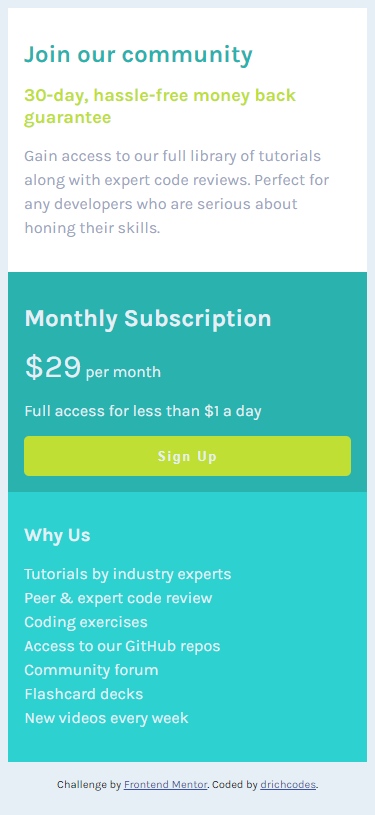 Join our community
30-day, hassle-free money back
guarantee
Gain access to our full library of tutorials
along with expert code reviews. Perfect for
any developers who are serious about
honing their skills.
Monthly Subscription
$29 per month
Full access for less than $1 a day
Sign Up
Why Us
Tutorials by industry experts
Peer & expert code review
Coding exercises
Access to our GitHub repos
Community forum
Flashcard decks
New videos every week
Challenge by Frontend Mentor. Coded by drichcodes.